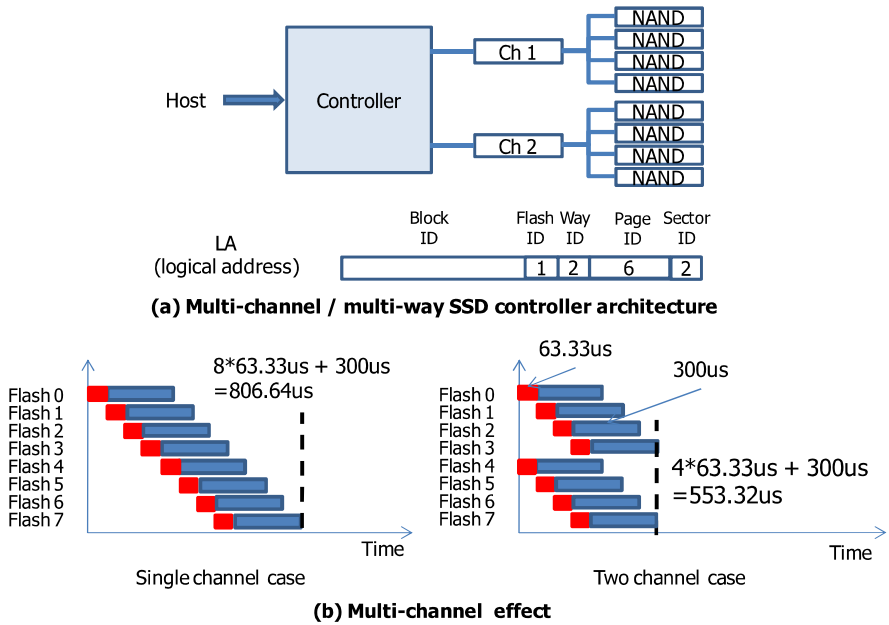 NAND
NAND
Ch 1
NAND
NAND
Host
Controller
NAND
NAND
Ch 2
NAND
NAND
Block ID
Flash ID
Way ID
Page ID
Sector ID
LA
(logical address)
1
2
6
2
(a) Multi-channel / multi-way SSD controller architecture
8*63.33us + 300us
=806.64us
Flash 0
Flash 1
Flash 2
Flash 3
Flash 4
Flash 5
Flash 6
Flash 7
Time
Single channel case
63.33us
300us
Flash 0
Flash 1
Flash 2
Flash 3
Flash 4
Flash 5
Flash 6
Flash 7
4*63.33us + 300us
=553.32us
Time
Two channel case
(b) Multi-channel effect